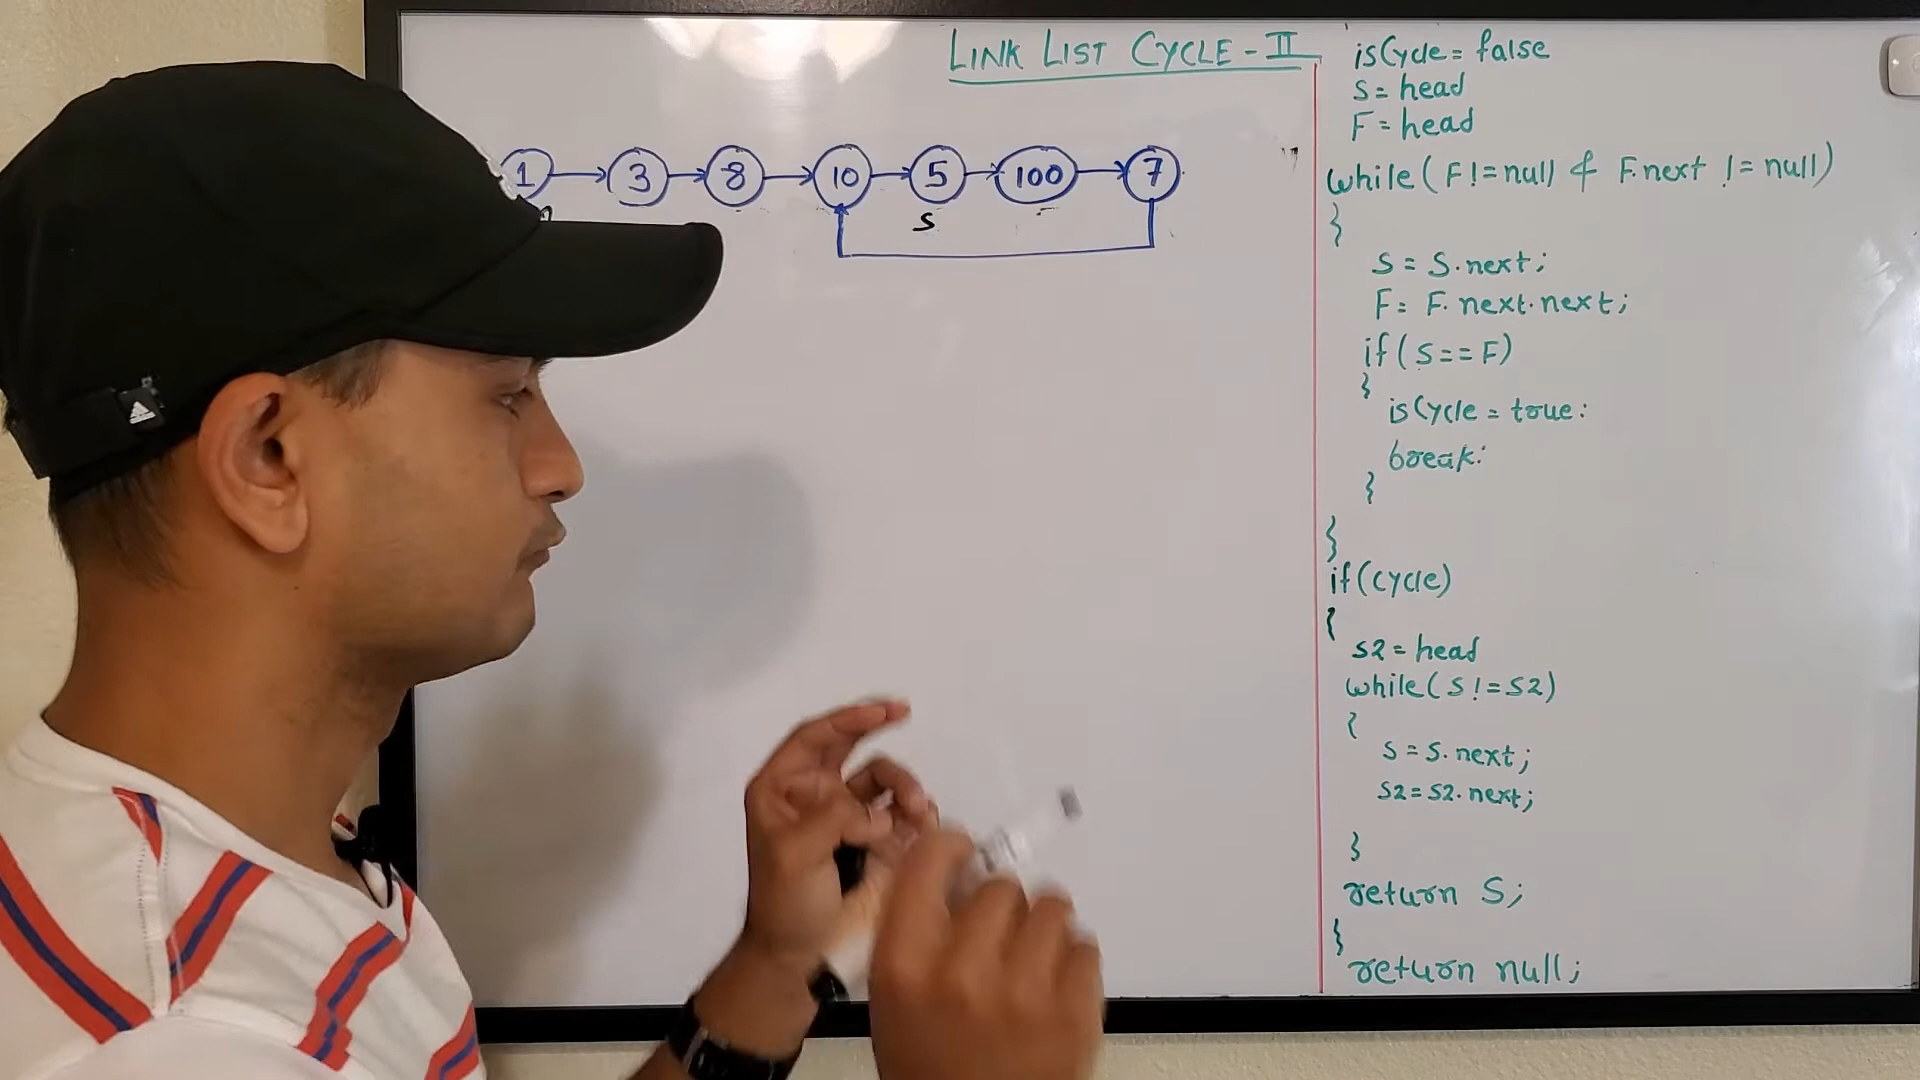 LINK LIST CYCLE - II
1 3 8 10 5 100 7
S
isCycle = false
S = head
F = head
while ( F != null & F.next != null)
}
S = S.next;
F = F.next.next;
if ( S == F)
}
isCycle = true:
break:
}
}
if (cycle)
{
S2 = head
while ( S != S2)
{
S = S.next;
S2 = S2.next;
}
return S;
}
return null;